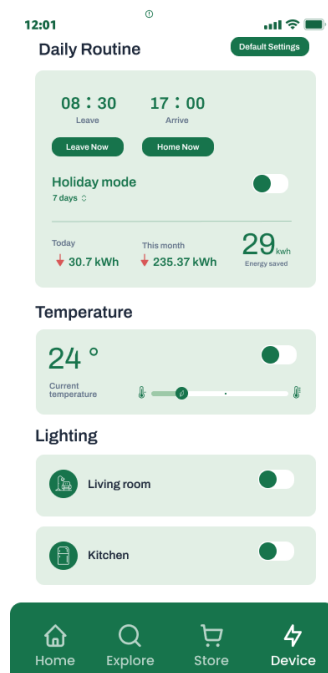 12:01
Daily Routine
Default Settings
08 : 30
Leave
17 : 00
Arrive
Leave Now
Home Now
Holiday mode
7 days
Today
30.7 kWh
This month
235.37 kWh
29 kwh
Energy saved
Temperature
24 °
Current
temperature
Lighting
Living room
Kitchen
Home
Explore
Store
Device